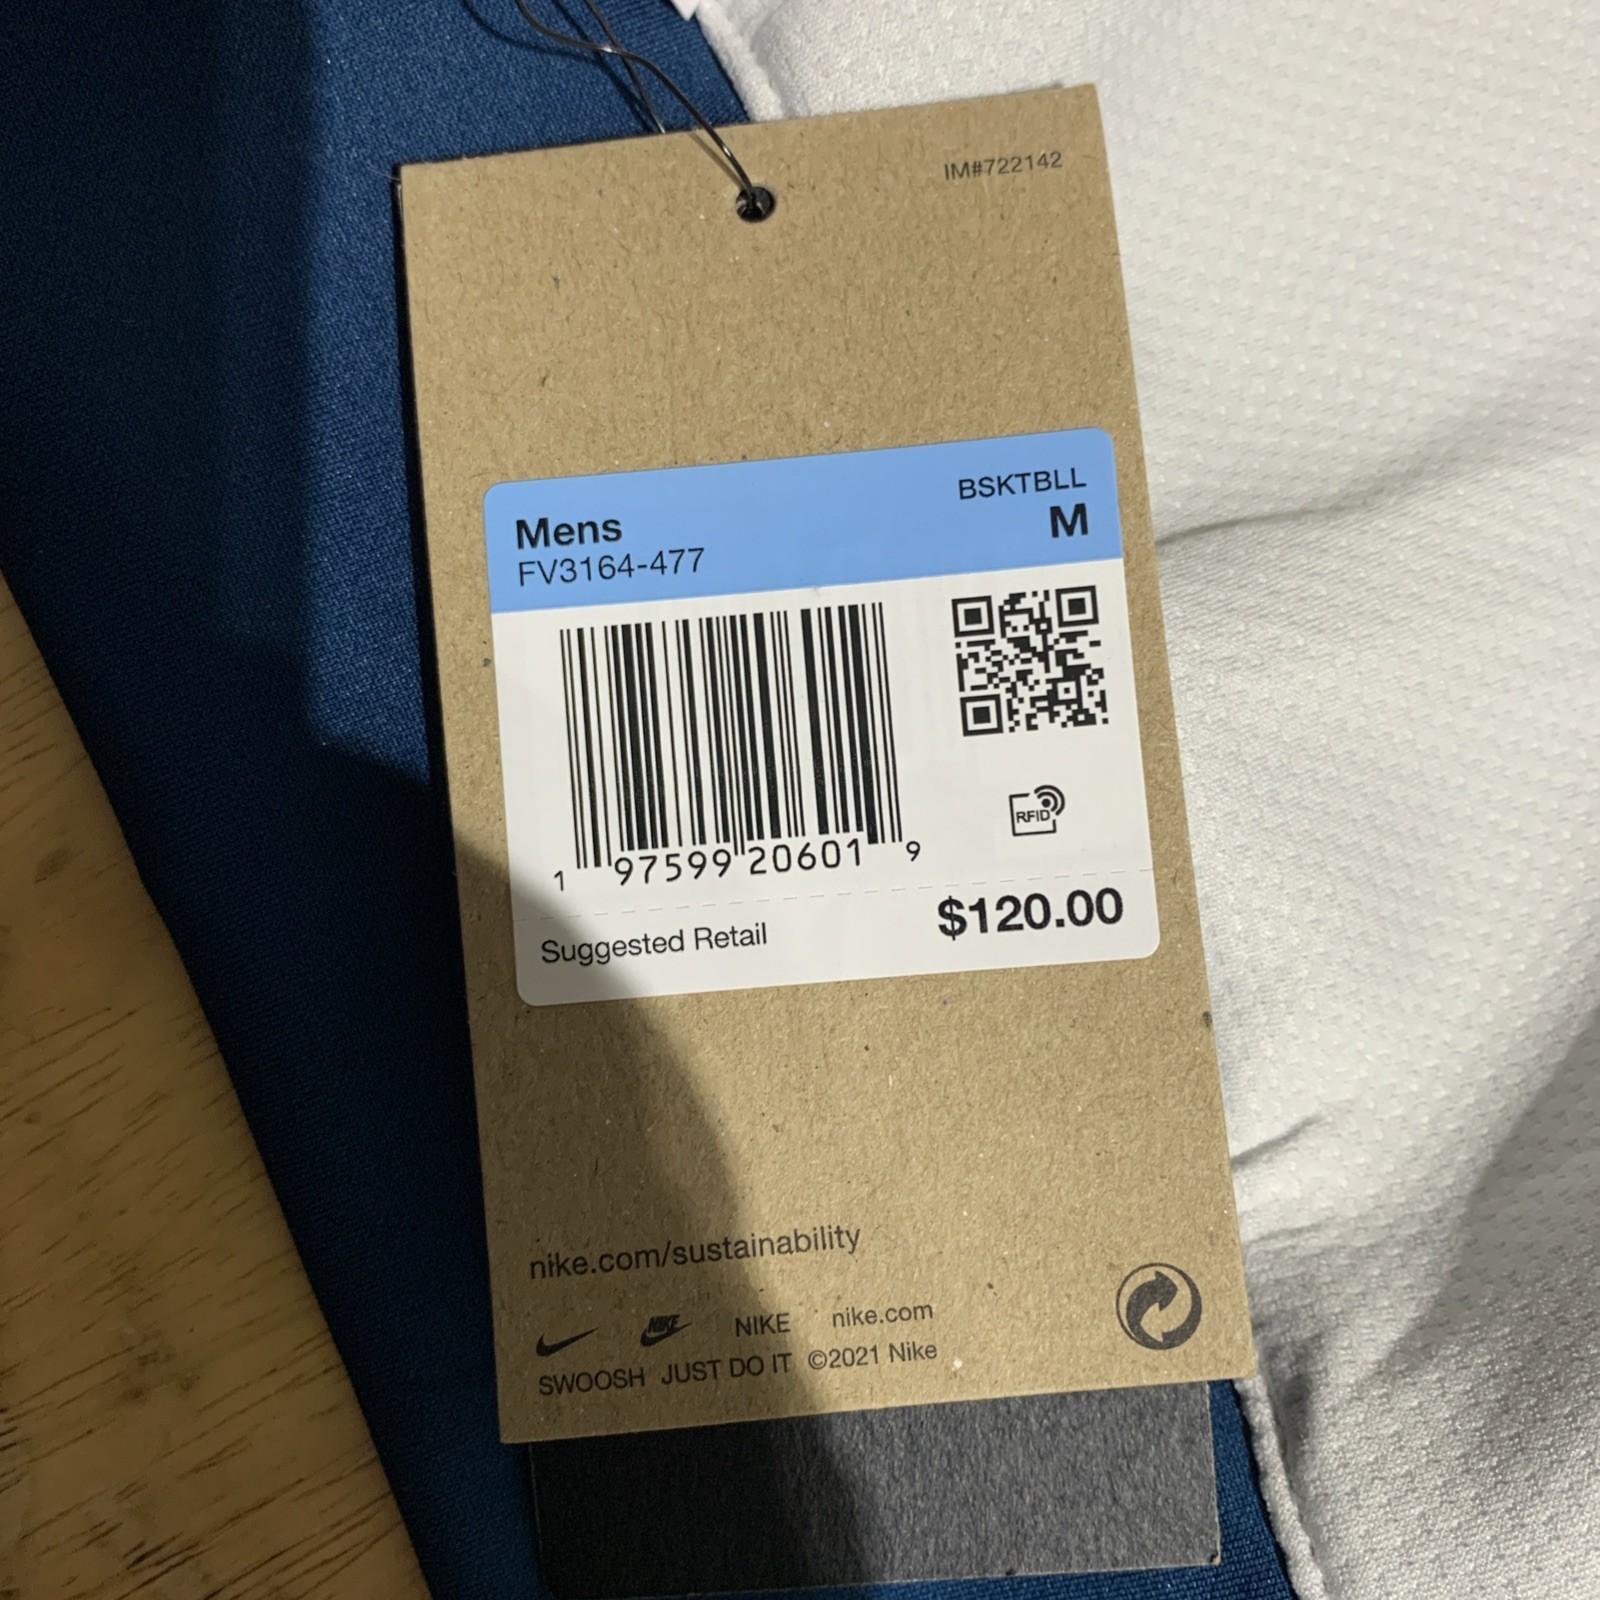 IM#722142
BSKTBLL
Mens M
FV3164-477
RFID
1 97599 20601 9
Suggested Retail $120.00
nike.com/sustainability
NIKE NIKE nike.com
SWOOSH JUST DO IT ©2021 Nike